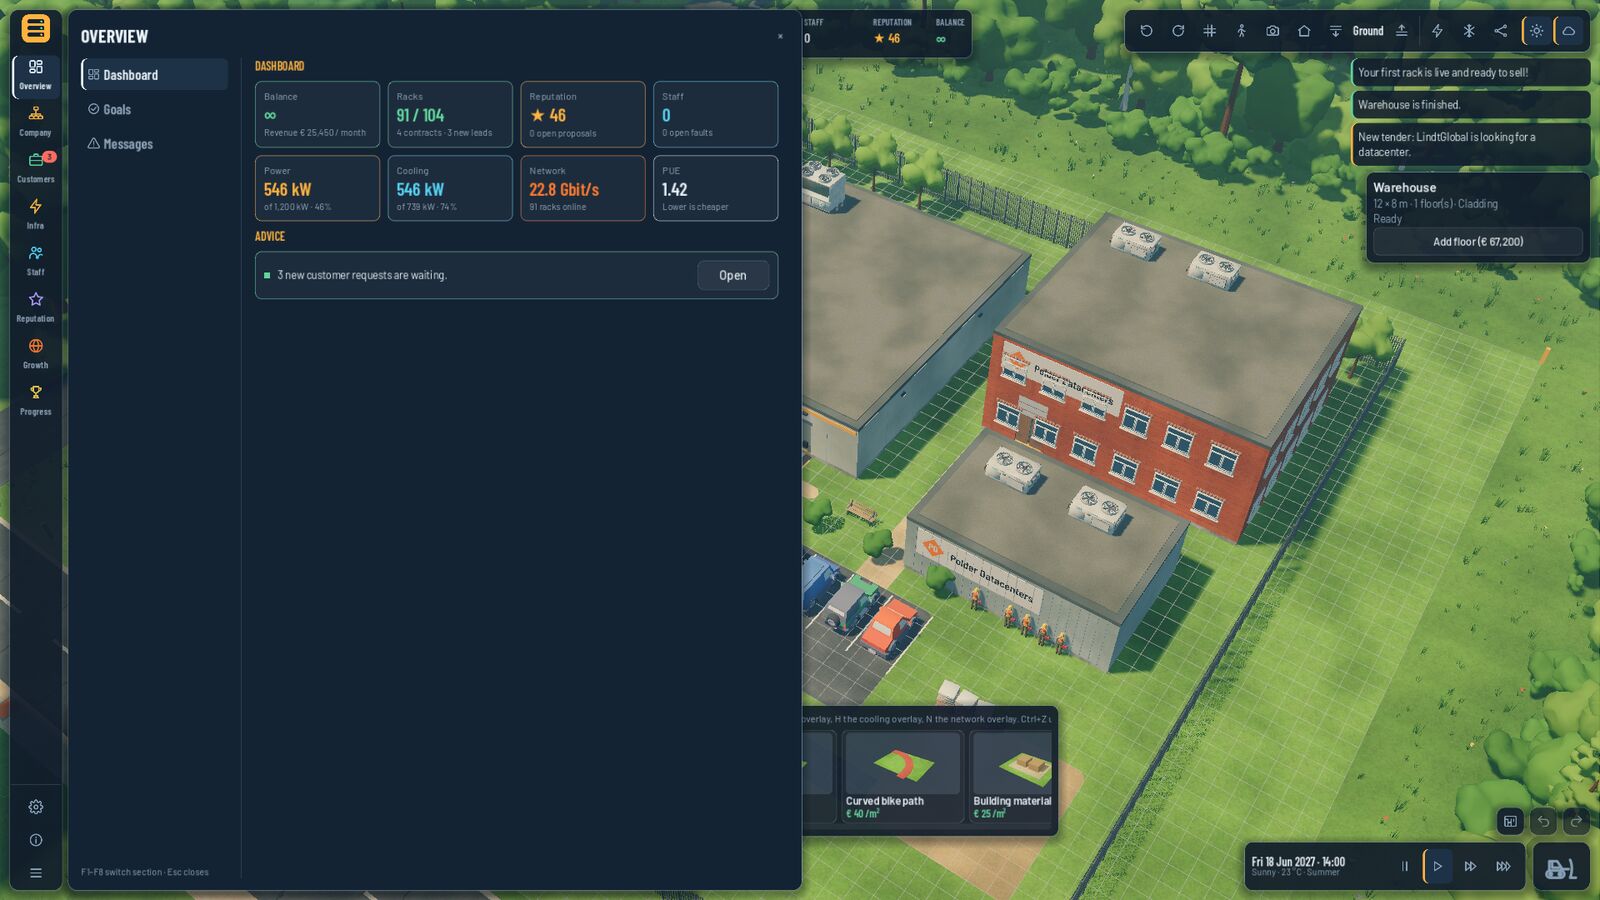 OVERVIEW
×
Dashboard
Goals
Messages
F1-F8 switch section · Esc closes
DASHBOARD
Balance
∞
Revenue € 25,450 / month
Racks
91 / 104
4 contracts · 3 new leads
Reputation
★ 46
0 open proposals
Staff
0
0 open faults
Power
546 kW
of 1,200 kW · 46%
Cooling
546 kW
of 739 kW · 74%
Network
22.8 Gbit/s
91 racks online
PUE
1.42
Lower is cheaper
ADVICE
3 new customer requests are waiting.
Open
Overview
Company
3
Customers
Infra
Staff
Reputation
Growth
Progress
STAFF
0
REPUTATION
★ 46
BALANCE
∞
Ground
Your first rack is live and ready to sell!
Warehouse is finished.
New tender: LindtGlobal is looking for a
datacenter.
Warehouse
12 × 8 m · 1 floor(s) · Cladding
Ready
Add floor (€ 67,200)
Polder Datacenters
PD
Polder Datacenters
overlay, H the cooling overlay, N the network overlay. Ctrl+Z
Curved bike path
€ 40 /m²
Building material
€ 25 /m²
Fri 18 Jun 2027 · 14:00
Sunny · 23°C · Summer